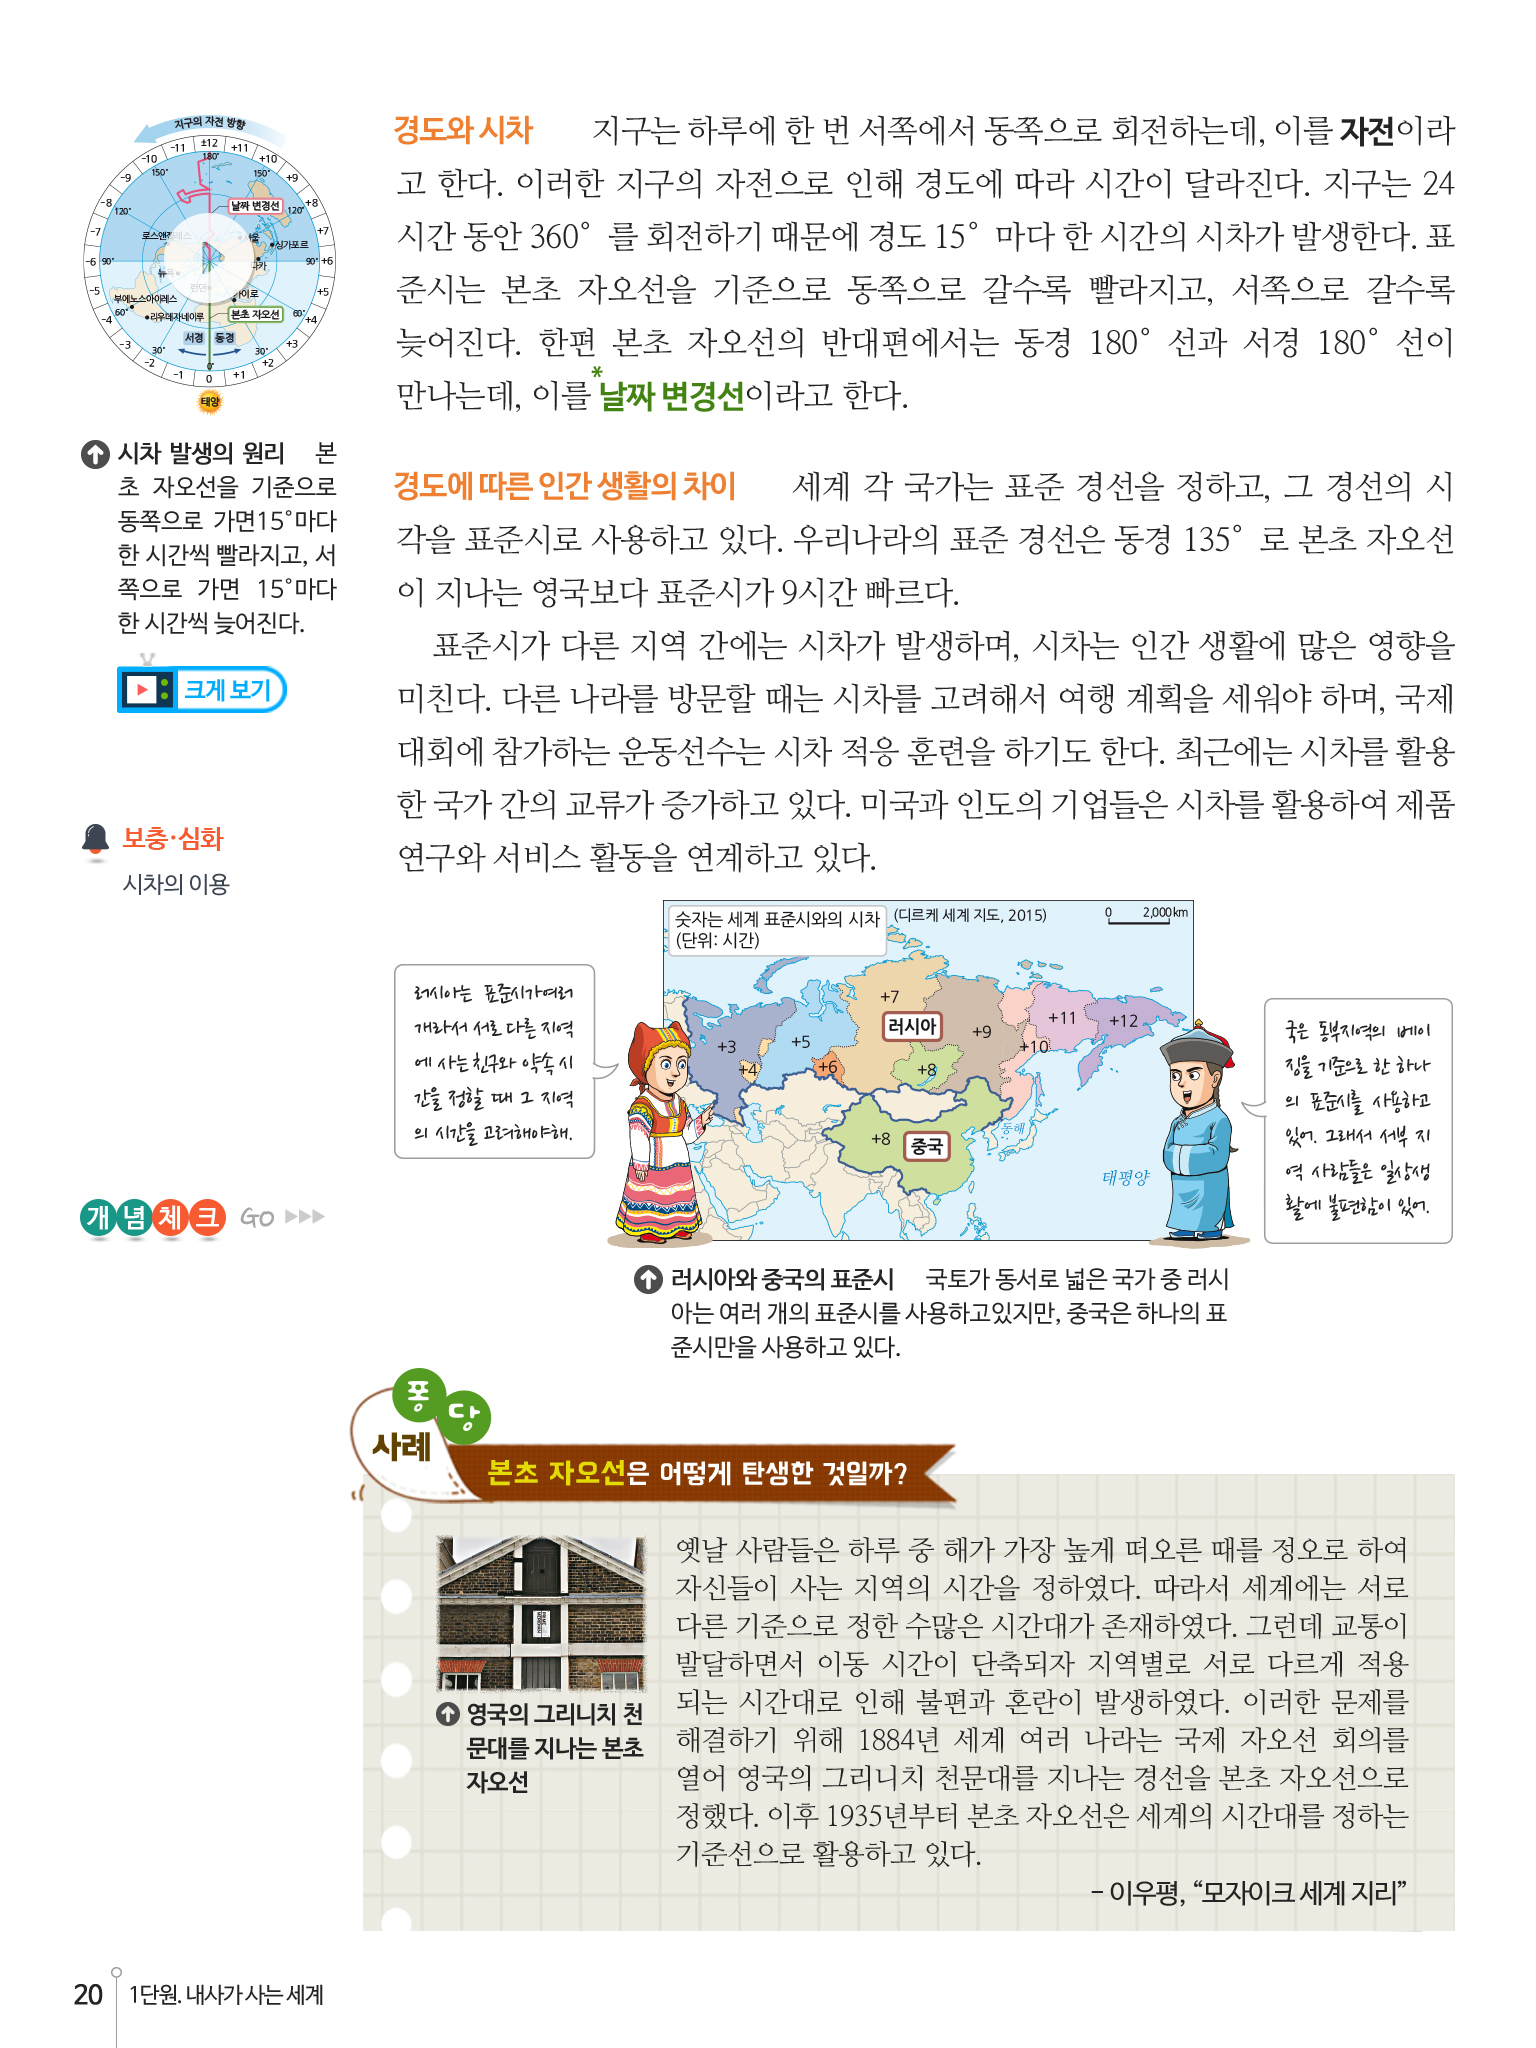 지구의 자전 방향
-10 -11 ±12 +11 +10
-9 150° 180° 150° +9
-8 120° 날짜 변경선 120° +8
-7 +7
싱가포르
-6 90° 90° +6
-5 카이로 +5
부에노스아이레스
-4 60° 리우데자네이루 본초 자오선 60° +4
-3 서경 동경 +3
-2 30° 30° +2
-1 0° +1
0
태양
시차 발생의 원리 본
초 자오선을 기준으로
동쪽으로 가면15°마다
한 시간씩 빨라지고, 서
쪽으로 가면 15°마다
한 시간씩 늦어진다.
크게 보기
보충·심화
시차의 이용
개념체크 GO
경도와 시차 지구는 하루에 한 번 서쪽에서 동쪽으로 회전하는데, 이를 자전이라
고 한다. 이러한 지구의 자전으로 인해 경도에 따라 시간이 달라진다. 지구는 24
시간 동안 360°를 회전하기 때문에 경도 15°마다 한 시간의 시차가 발생한다. 표
준시는 본초 자오선을 기준으로 동쪽으로 갈수록 빨라지고, 서쪽으로 갈수록
늦어진다. 한편 본초 자오선의 반대편에서는 동경 180°선과 서경 180°선이
만나는데, 이를 *날짜 변경선이라고 한다.
경도에 따른 인간 생활의 차이 세계 각 국가는 표준 경선을 정하고, 그 경선의 시
각을 표준시로 사용하고 있다. 우리나라의 표준 경선은 동경 135°로 본초 자오선
이 지나는 영국보다 표준시가 9시간 빠르다.
표준시가 다른 지역 간에는 시차가 발생하며, 시차는 인간 생활에 많은 영향을
미친다. 다른 나라를 방문할 때는 시차를 고려해서 여행 계획을 세워야 하며, 국제
대회에 참가하는 운동선수는 시차 적응 훈련을 하기도 한다. 최근에는 시차를 활용
한 국가 간의 교류가 증가하고 있다. 미국과 인도의 기업들은 시차를 활용하여 제품
연구와 서비스 활동을 연계하고 있다.
숫자는 세계 표준시와의 시차
(단위: 시간)
(디르케 세계 지도, 2015)
0 2,000km
러시아는 표준시가여러
개라서 서로 다른 지역
에 사는 친구와 약속 시
간을 정할 때 그 지역
의 시간을 고려해야해.
+7
러시아
+11 +12
+9
+3 +5 +10
+4 +6 +8
동해
+8 중국
태평양
국은 동부지역의 베이
징을 기준으로 한 하나
의 표준시를 사용하고
있어. 그래서 서부 지
역 사람들은 일상생
활에 불편함이 있어.
러시아와 중국의 표준시 국토가 동서로 넓은 국가 중 러시
아는 여러 개의 표준시를 사용하고있지만, 중국은 하나의 표
준시만을 사용하고 있다.
퐁당
사례
본초 자오선은 어떻게 탄생한 것일까?
영국의 그리니치 천
문대를 지나는 본초
자오선
옛날 사람들은 하루 중 해가 가장 높게 떠오른 때를 정오로 하여
자신들이 사는 지역의 시간을 정하였다. 따라서 세계에는 서로
다른 기준으로 정한 수많은 시간대가 존재하였다. 그런데 교통이
발달하면서 이동 시간이 단축되자 지역별로 서로 다르게 적용
되는 시간대로 인해 불편과 혼란이 발생하였다. 이러한 문제를
해결하기 위해 1884년 세계 여러 나라는 국제 자오선 회의를
열어 영국의 그리니치 천문대를 지나는 경선을 본초 자오선으로
정했다. 이후 1935년부터 본초 자오선은 세계의 시간대를 정하는
기준선으로 활용하고 있다.
– 이우평, “모자이크 세계 지리”
20 1단원. 내사가 사는 세계